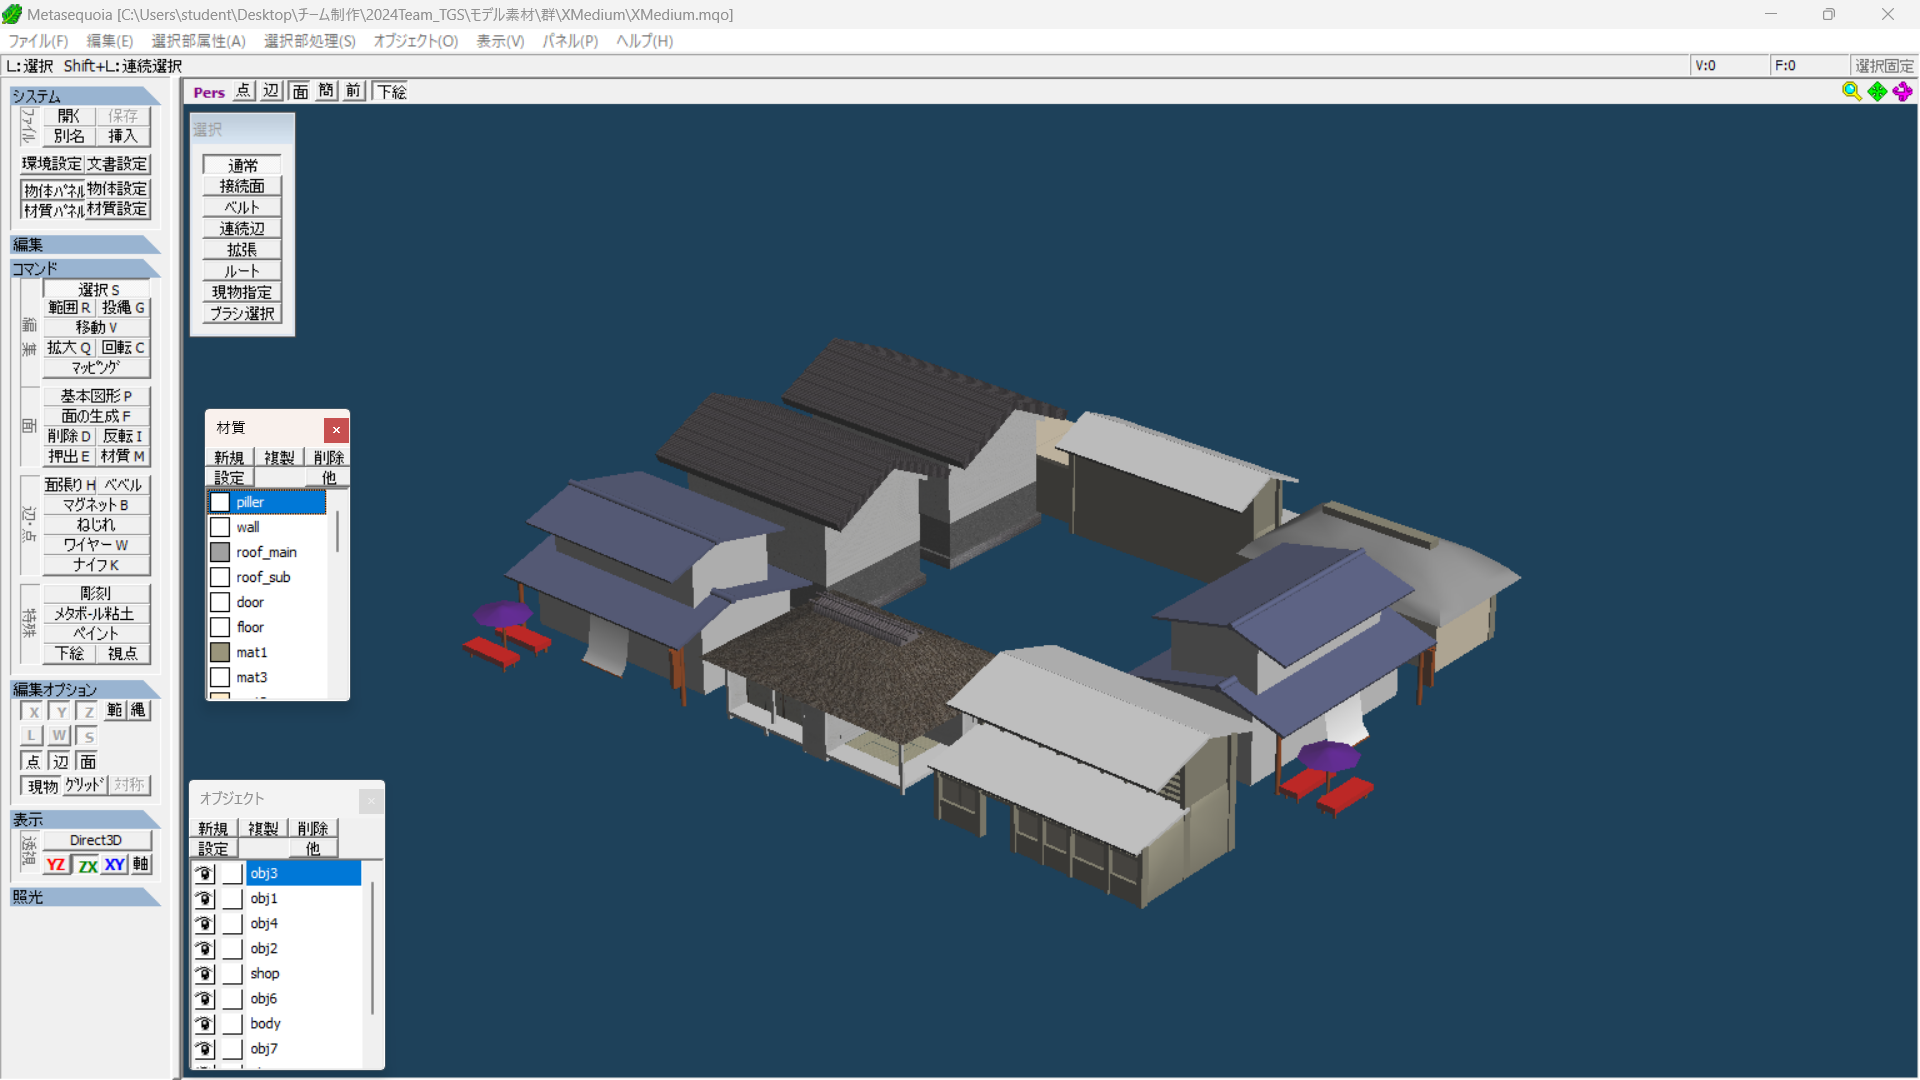 Metasequoia [C:\Users\student\Desktop\チーム制作\2024Team_TGS\モデル素材\群\XMedium\XMedium.mqo]
ファイル(F) 編集(E) 選択部属性(A) 選択部処理(S) オブジェクト(O) 表示(V) パネル(P) ヘルプ(H)
L:選択 Shift+L:連続選択 V:0 F:0 選択固定
Pers 点 辺 面 簡 前 下絵
システム
ファイル 開く 保存
別名 挿入
環境設定 文書設定
物体パネル 物体設定
材質パネル 材質設定
編集
コマンド
編集
選択 S
範囲 R 投縄 G
移動 V
拡大 Q 回転 C
マッピング
面
基本図形 P
面の生成 F
削除 D 反転 I
押出 E 材質 M
辺・点
面張り H ベベル
マグネット B
ねじれ
ワイヤー W
ナイフ K
特殊
彫刻
メタボール粘土
ペイント
下絵 視点
編集オプション
X Y Z 範 縄
L W S
点 辺 面
現物 グリッド 対称
表示
透視 Direct3D
YZ ZX XY 軸
照光
選択
通常
接続面
ベルト
連続辺
拡張
ルート
現物指定
ブラシ選択
材質 ×
新規 複製 削除
設定 他
piller
wall
roof_main
roof_sub
door
floor
mat1
mat3
オブジェクト ×
新規 複製 削除
設定 他
obj3
obj1
obj4
obj2
shop
obj6
body
obj7